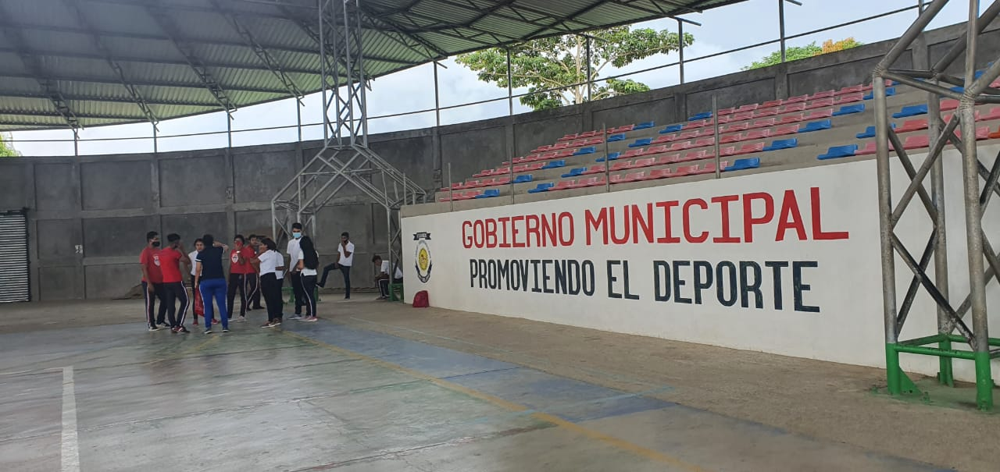 GOBIERNO MUNICIPAL
PROMOVIENDO EL DEPORTE